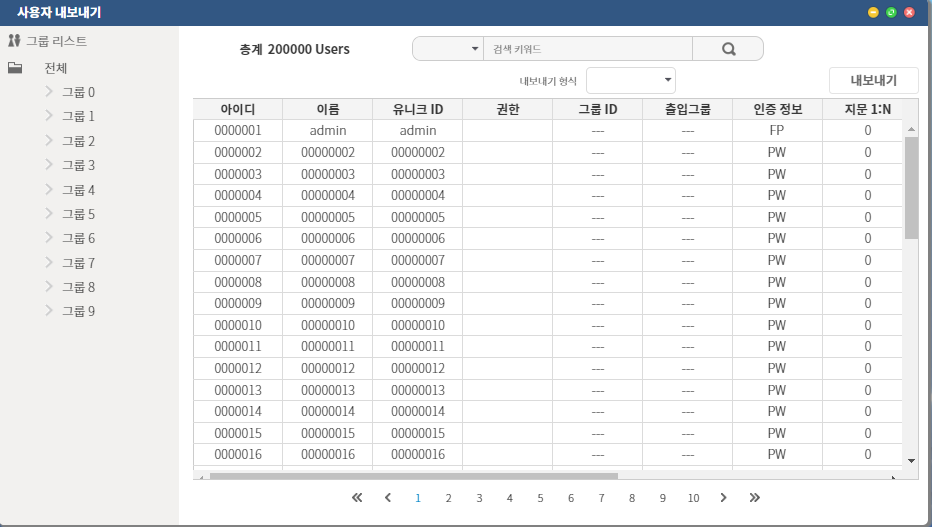 사용자 내보내기
그룹 리스트
전체
그룹 0
그룹 1
그룹 2
그룹 3
그룹 4
그룹 5
그룹 6
그룹 7
그룹 8
그룹 9
총계 200000 Users
검색 키워드
내보내기 형식
내보내기
아이디 이름 유니크 ID 권한 그룹 ID 출입그룹 인증 정보 지문 1:N
0000001 admin admin --- --- FP 0
0000002 00000002 00000002 --- --- PW 0
0000003 00000003 00000003 --- --- PW 0
0000004 00000004 00000004 --- --- PW 0
0000005 00000005 00000005 --- --- PW 0
0000006 00000006 00000006 --- --- PW 0
0000007 00000007 00000007 --- --- PW 0
0000008 00000008 00000008 --- --- PW 0
0000009 00000009 00000009 --- --- PW 0
0000010 00000010 00000010 --- --- PW 0
0000011 00000011 00000011 --- --- PW 0
0000012 00000012 00000012 --- --- PW 0
0000013 00000013 00000013 --- --- PW 0
0000014 00000014 00000014 --- --- PW 0
0000015 00000015 00000015 --- --- PW 0
0000016 00000016 00000016 --- --- PW 0
1 2 3 4 5 6 7 8 9 10